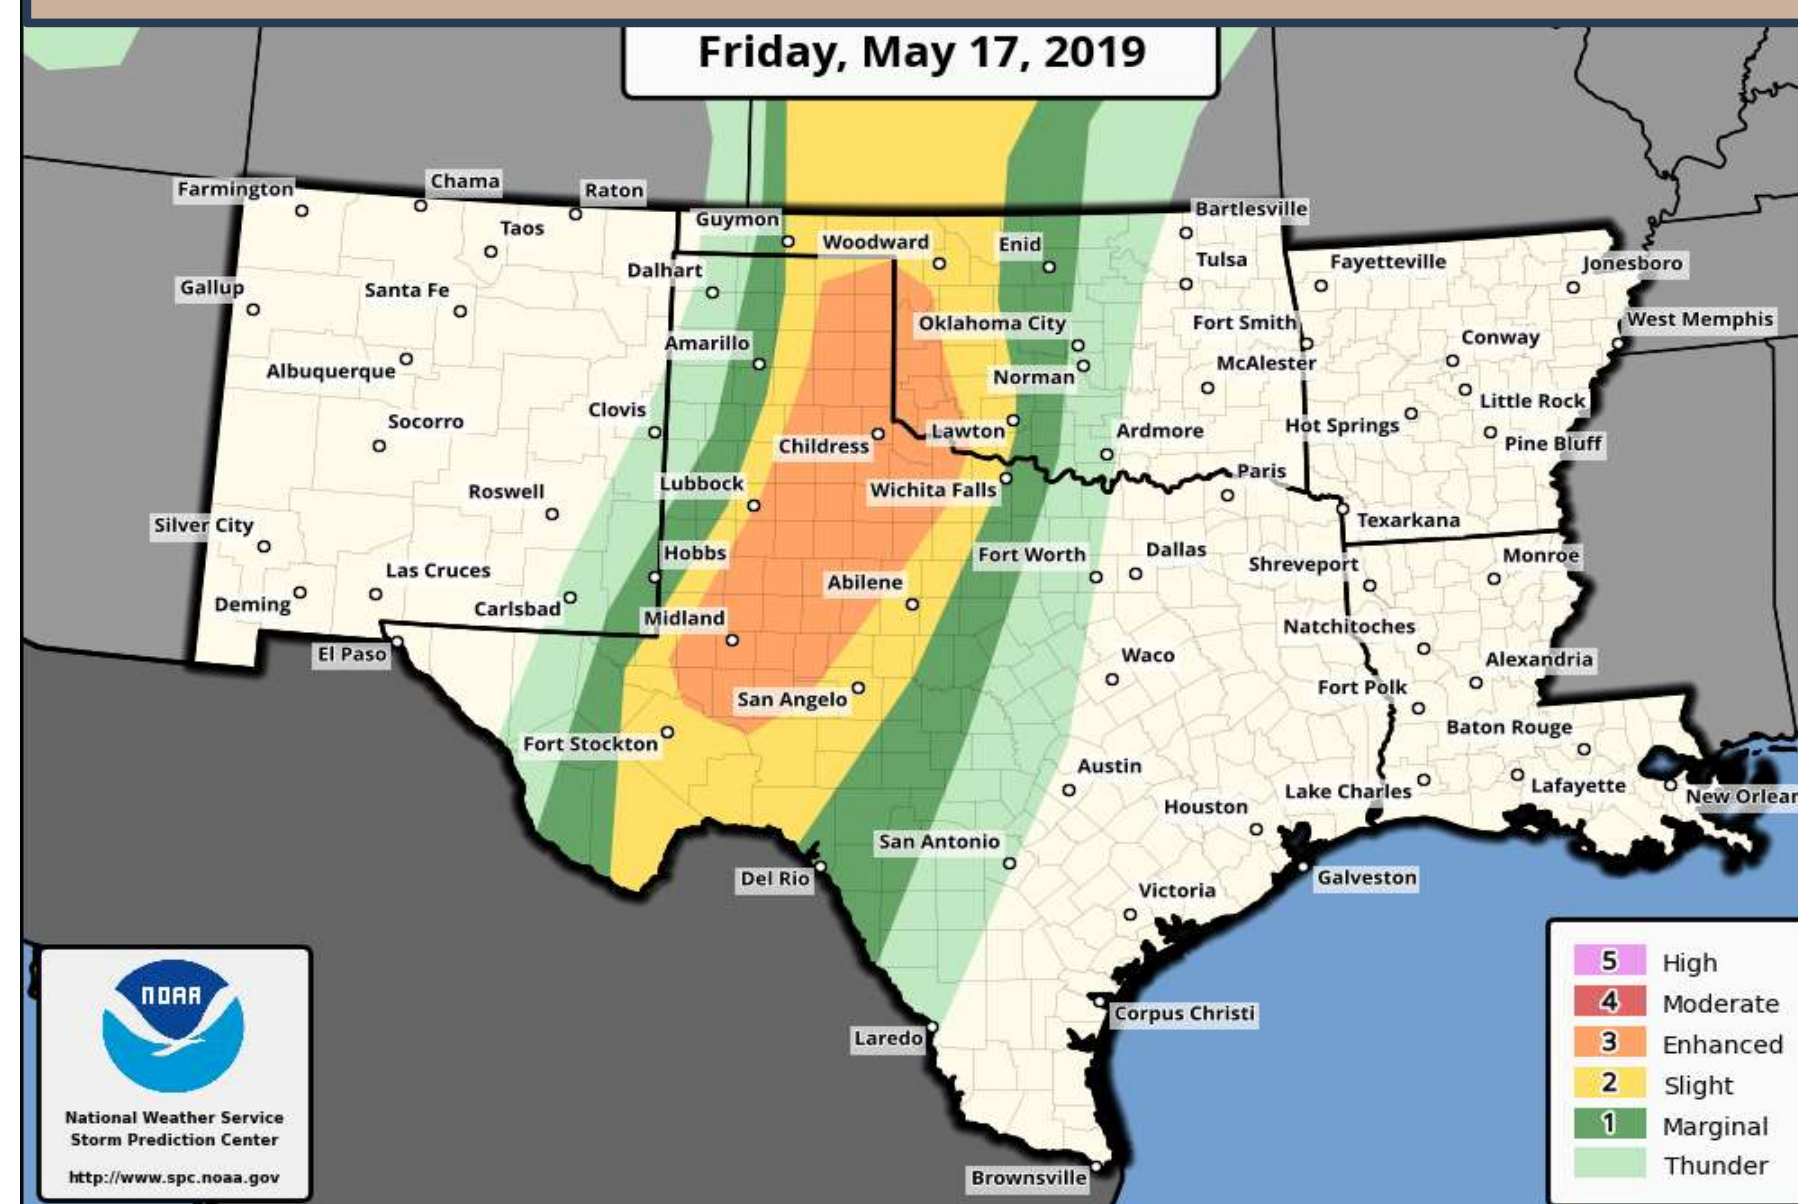 Friday, May 17, 2019
Farmington
Chama
Raton
Taos
Guymon
Woodward
Enid
Bartlesville
Tulsa
Fayetteville
Jonesboro
Gallup
Santa Fe
Dalhart
Oklahoma City
Fort Smith
West Memphis
Albuquerque
Amarillo
Norman
McAlester
Conway
Little Rock
Socorro
Clovis
Childress
Lawton
Ardmore
Hot Springs
Pine Bluff
Roswell
Lubbock
Wichita Falls
Paris
Texarkana
Silver City
Las Cruces
Hobbs
Fort Worth
Dallas
Shreveport
Monroe
Deming
Carlsbad
Midland
Abilene
Natchitoches
El Paso
San Angelo
Waco
Fort Polk
Alexandria
Fort Stockton
Baton Rouge
Austin
Houston
Lake Charles
Lafayette
New Orlean
San Antonio
Del Rio
Victoria
Galveston
Laredo
Corpus Christi
Brownsville
NOAA
National Weather Service
Storm Prediction Center
http://www.spc.noaa.gov
5 High
4 Moderate
3 Enhanced
2 Slight
1 Marginal
Thunder